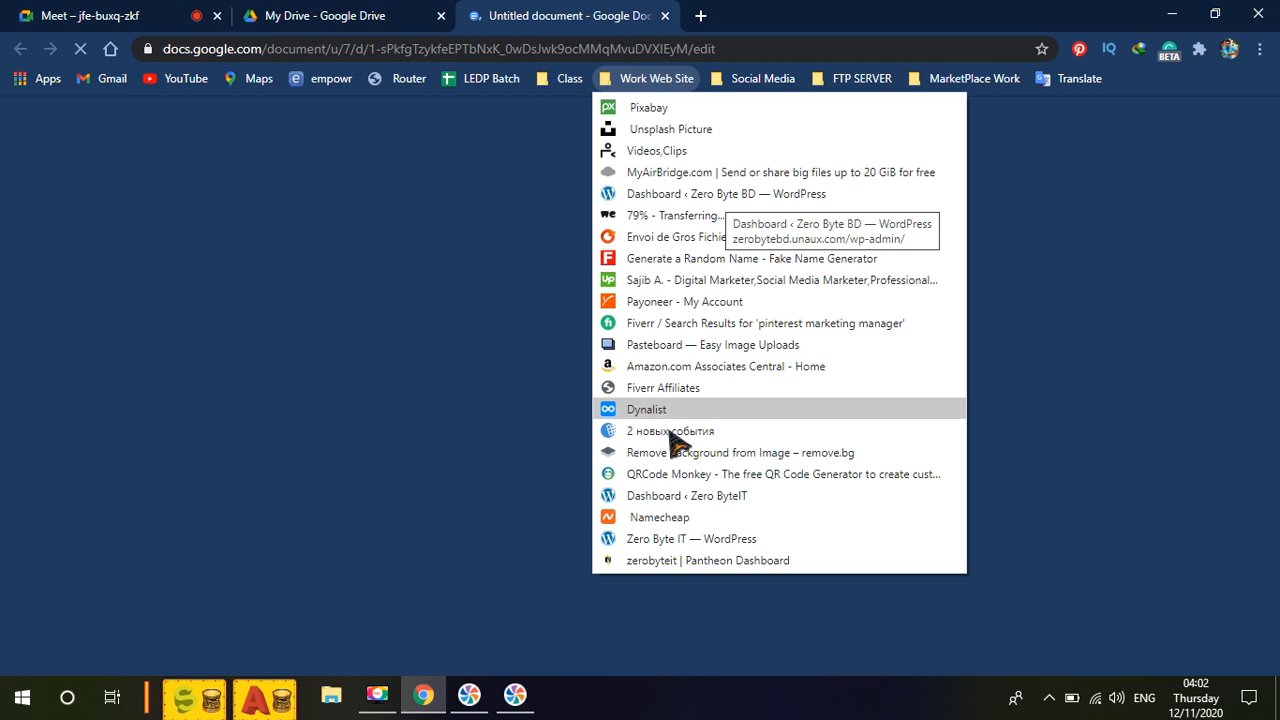 Meet – jfe-buxq-zkf
My Drive - Google Drive
Untitled document - Google Doc
docs.google.com/document/u/7/d/1-sPkfgTzykfeEPTbNxK_0wDsJwk9ocMMqMvuDVXIEyM/edit
BETA
Apps
Gmail
YouTube
Maps
empowr
Router
LEDP Batch
Class
Work Web Site
Social Media
FTP SERVER
MarketPlace Work
Translate
Pixabay
Unsplash Picture
Videos,Clips
MyAirBridge.com | Send or share big files up to 20 GiB for free
Dashboard ‹ Zero Byte BD — WordPress
79% - Transferring...
Dashboard ‹ Zero Byte BD — WordPress
zerobytebd.unaux.com/wp-admin/
Envoi de Gros Fichie
Generate a Random Name - Fake Name Generator
Sajib A. - Digital Marketer,Social Media Marketer,Professional...
Payoneer - My Account
Fiverr / Search Results for 'pinterest marketing manager'
Pasteboard — Easy Image Uploads
Amazon.com Associates Central - Home
Fiverr Affiliates
Dynalist
2 новых события
Remove Background from Image – remove.bg
QRCode Monkey - The free QR Code Generator to create cust...
Dashboard ‹ Zero ByteIT
Namecheap
Zero Byte IT — WordPress
zerobyteit | Pantheon Dashboard
ENG
04:02
Thursday
12/11/2020